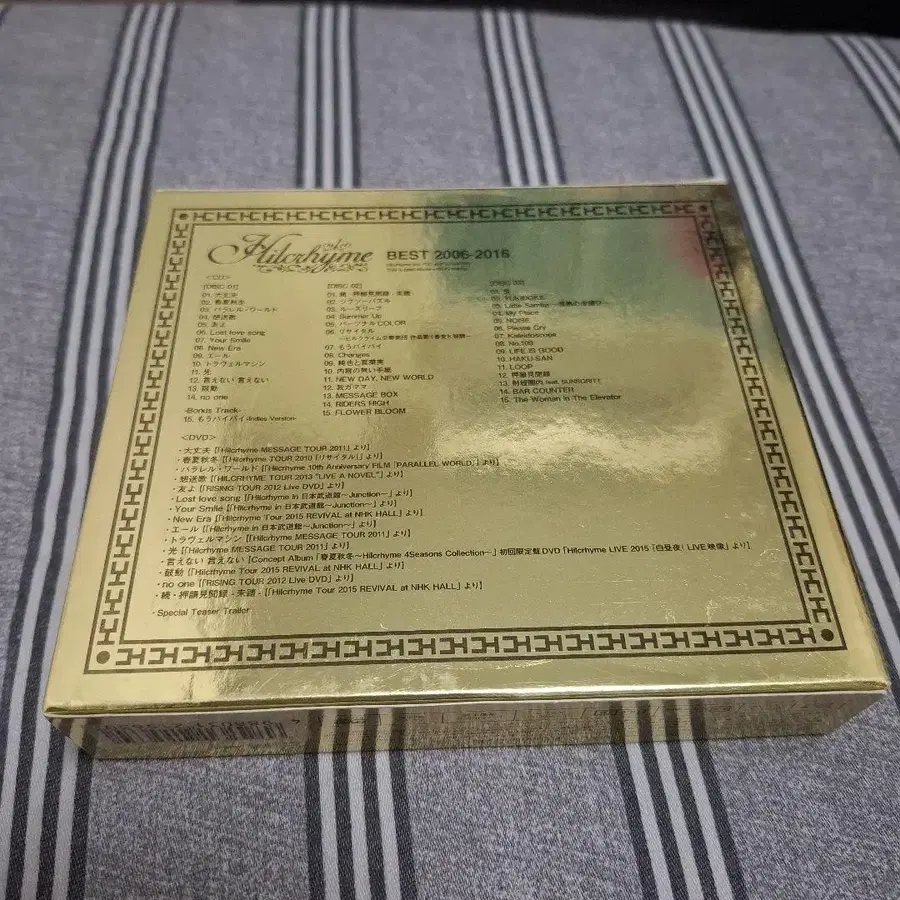 Hilcrhyme
BEST 2006-2016
<CD>
[DISC 01]
01. 大丈夫
02. 春夏秋冬
03. パラレル・ワールド
04. 想送歌
05. 友よ
06. Lost love song
07. Your Smile
08. New Era
09. エール
10. トラヴェルマシン
11. 光
12. 言えない 言えない
13. 鼓動
14. no one
-Bonus Track-
15. もうバイバイ -Indies Version-
[DISC 02]
02. ジグソーパズル
03. ルーズリーフ
04. Summer Up
05. パーソナルCOLOR
06. リサイタル
07. もうバイバイ
08. Changes
09. 純也と真菜実
10. 内容の無い手紙
11. NEW DAY, NEW WORLD
12. 我ガママ
13. MESSAGE BOX
14. RIDERS HIGH
15. FLOWER BLOOM
04. My Place
05. NOISE
06. Please Cry
07. Kaleidoscope
08. No.109
09. LIFE IS GOOD
10. HAKU-SAN
11. LOOP
12. 押韻見聞録
13. 射程圏内 feat. SUNSQRITT
14. BAR COUNTER
15. The Woman in The Elevator
<DVD>
・大丈夫 [「Hilcrhyme MESSAGE TOUR 2011」より]
・春夏秋冬 [「Hilcrhyme TOUR 2010 「リサイタル」」より]
・パラレル・ワールド [「Hilcrhyme 10th Anniversary FILM 「PARALLEL WORLD」」より]
・想送歌 [「HILCRHYME TOUR 2013 "LIVE A NOVEL"」より]
・友よ [「RISING TOUR 2012 Live DVD」より]
・Lost love song [「Hilcrhyme in 日本武道館～Junction～」より]
・Your Smile [「Hilcrhyme in 日本武道館～Junction～」より]
・New Era [「Hilcrhyme Tour 2015 REVIVAL at NHK HALL」より]
・エール [「Hilcrhyme in 日本武道館～Junction～」より]
・トラヴェルマシン [「Hilcrhyme MESSAGE TOUR 2011」より]
・光 [「Hilcrhyme MESSAGE TOUR 2011」より]
・言えない 言えない [Concept Album 「春夏秋冬～Hilcrhyme 4Seasons Collection～」初回限定盤DVD 「Hilcrhyme LIVE 2015 「白昼夜」 LIVE映像」より]
・鼓動 [「Hilcrhyme Tour 2015 REVIVAL at NHK HALL」より]
・no one [「RISING TOUR 2012 Live DVD」より]
・続・押韻見聞録 - 朱鷺 - [「Hilcrhyme Tour 2015 REVIVAL at NHK HALL」より]
・Special Teaser Trailer